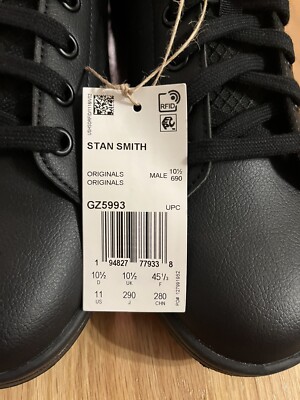 RFID
STAN SMITH
ORIGINALS
ORIGINALS
MALE 10½
690
GZ5993
UPC
1 94827 77933 8
10½ 10½ 45⅓
D UK F
11 290 280
US J CHN